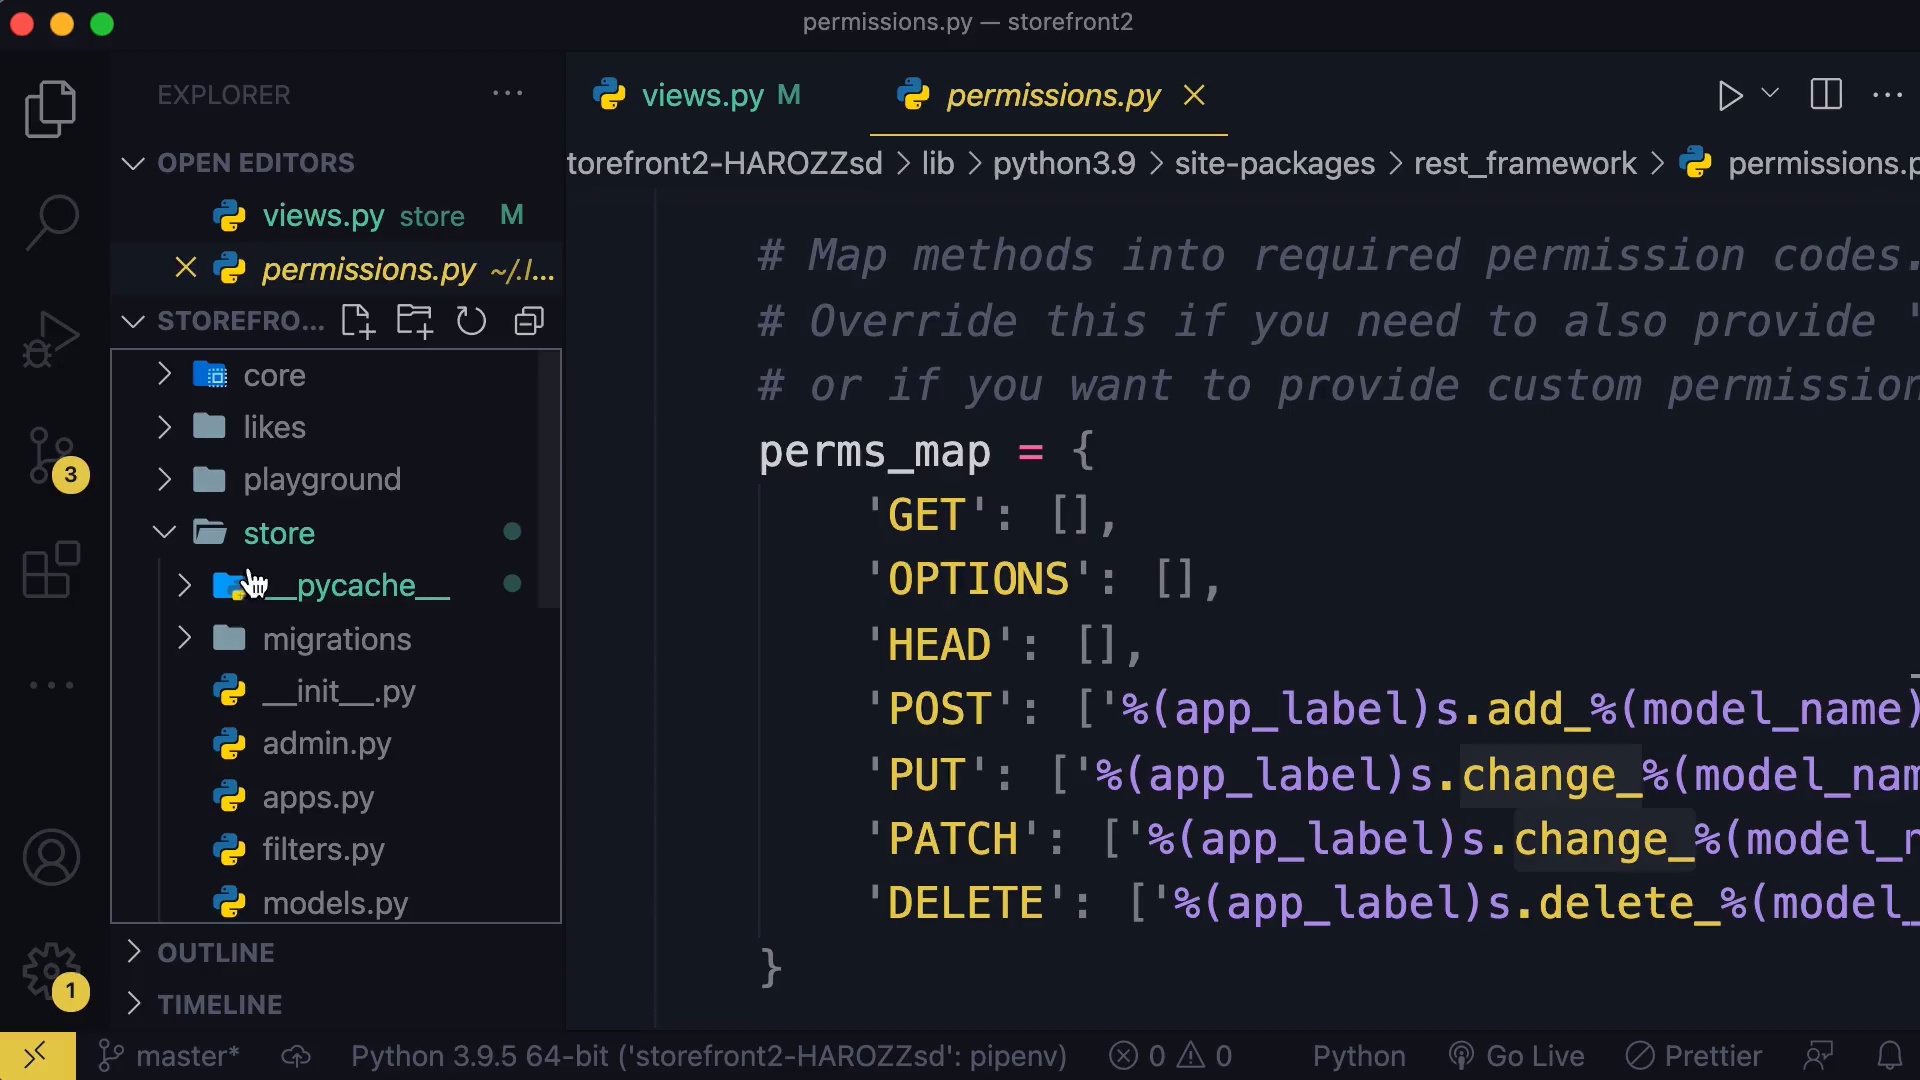 permissions.py — storefront2
EXPLORER
OPEN EDITORS
views.py store M
permissions.py ~/.l...
STOREFRO...
core
likes
playground
store
__pycache__
migrations
__init__.py
admin.py
apps.py
filters.py
models.py
OUTLINE
TIMELINE
3
1
views.py M
permissions.py
torefront2-HAROZZsd > lib > python3.9 > site-packages > rest_framework > permissions.p
# Map methods into required permission codes.
# Override this if you need to also provide '
# or if you want to provide custom permission
perms_map = {
'GET': [],
'OPTIONS': [],
'HEAD': [],
'POST': ['%(app_label)s.add_%(model_name)
'PUT': ['%(app_label)s.change_%(model_nam
'PATCH': ['%(app_label)s.change_%(model_n
'DELETE': ['%(app_label)s.delete_%(model_
}
master* Python 3.9.5 64-bit ('storefront2-HAROZZsd': pipenv) 0 0 Python Go Live Prettier